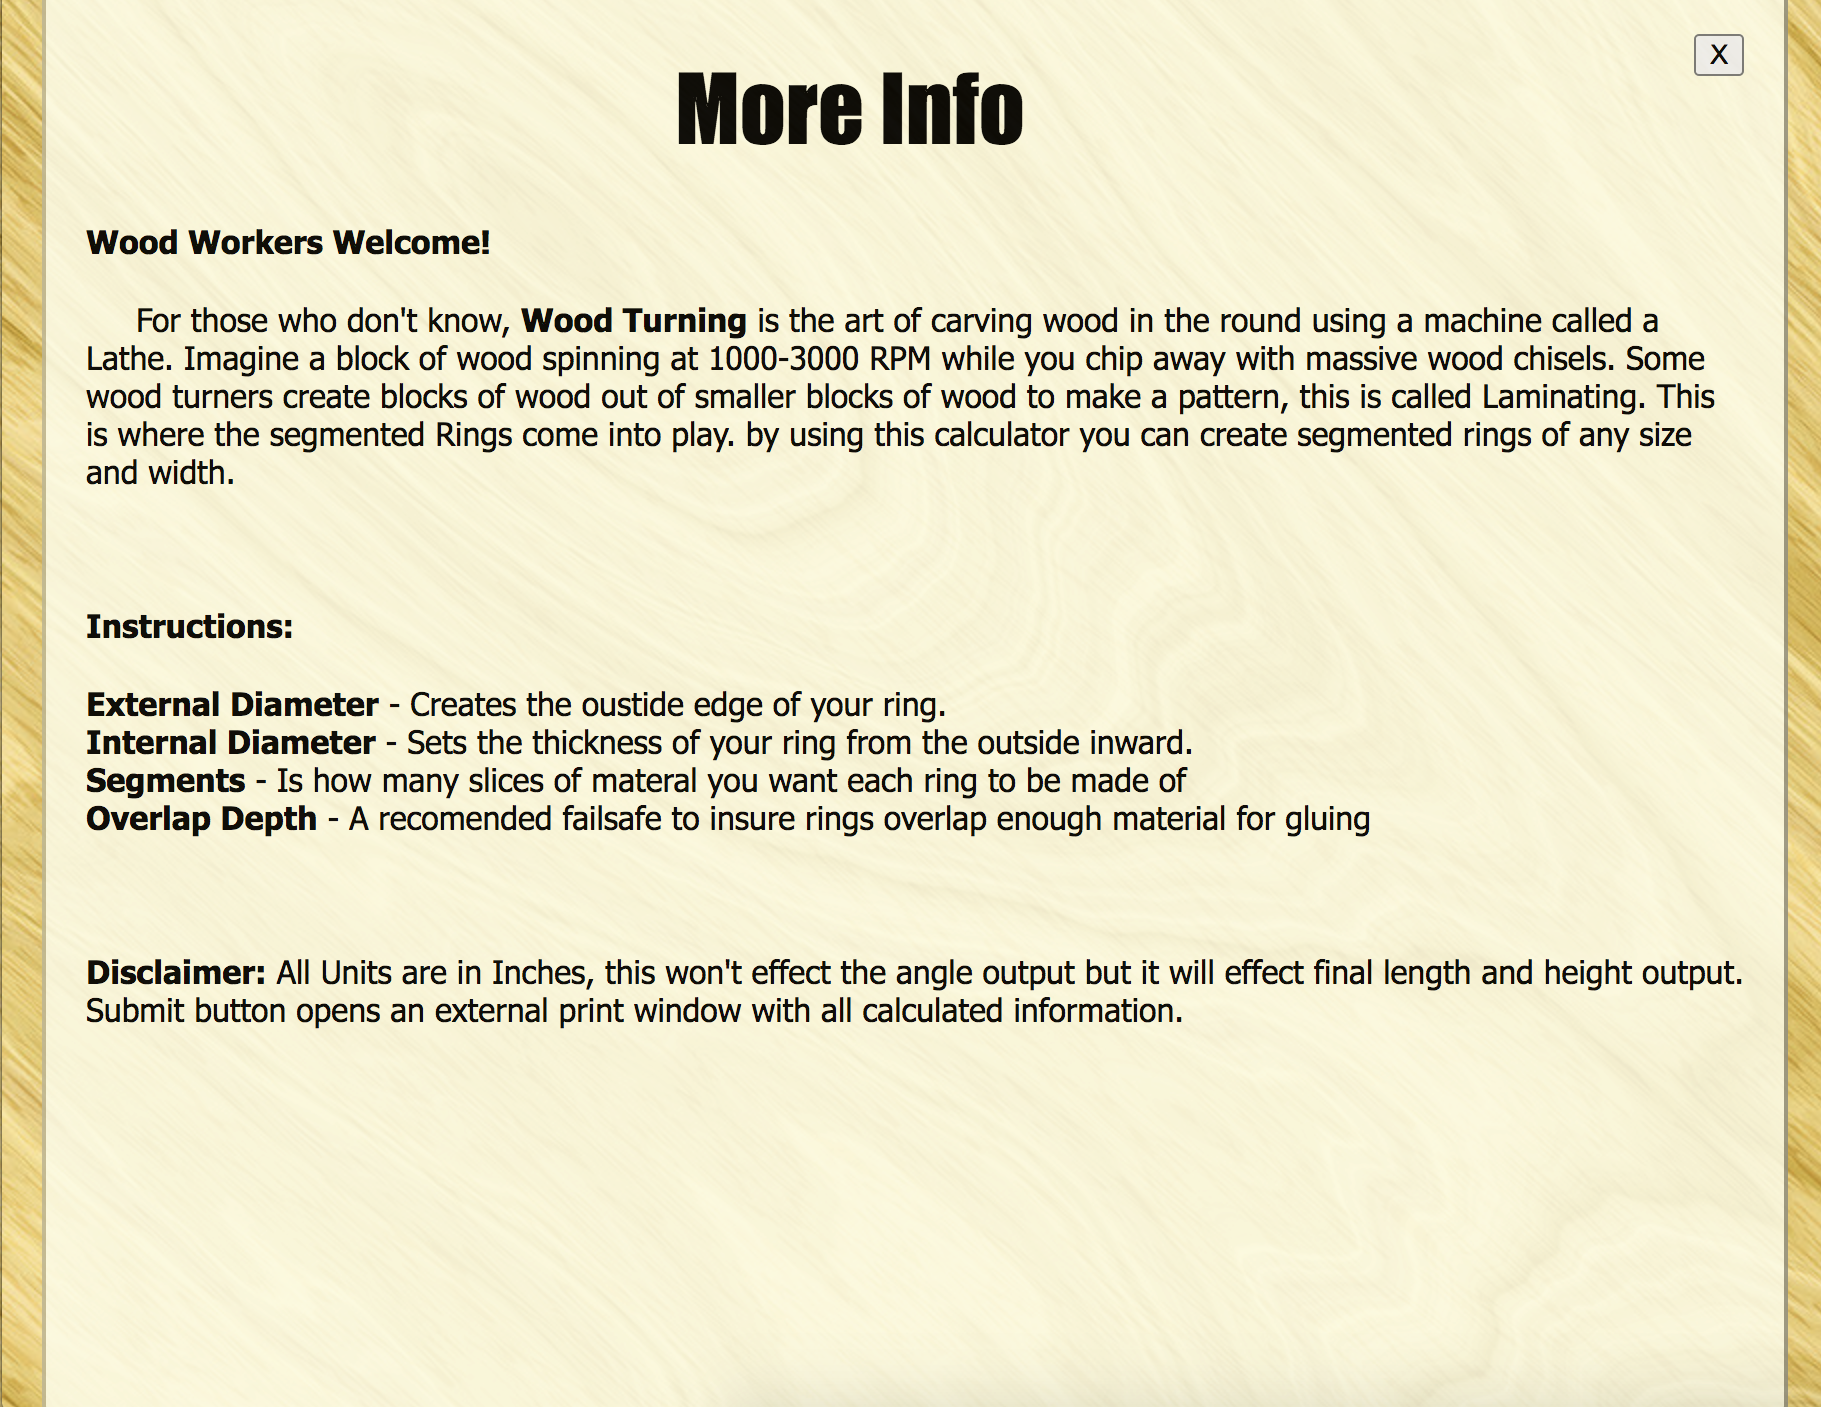 X
More Info
Wood Workers Welcome!
For those who don't know, Wood Turning is the art of carving wood in the round using a machine called a
Lathe. Imagine a block of wood spinning at 1000-3000 RPM while you chip away with massive wood chisels. Some
wood turners create blocks of wood out of smaller blocks of wood to make a pattern, this is called Laminating. This
is where the segmented Rings come into play. by using this calculator you can create segmented rings of any size
and width.
Instructions:
External Diameter - Creates the oustide edge of your ring.
Internal Diameter - Sets the thickness of your ring from the outside inward.
Segments - Is how many slices of materal you want each ring to be made of
Overlap Depth - A recomended failsafe to insure rings overlap enough material for gluing
Disclaimer: All Units are in Inches, this won't effect the angle output but it will effect final length and height output.
Submit button opens an external print window with all calculated information.